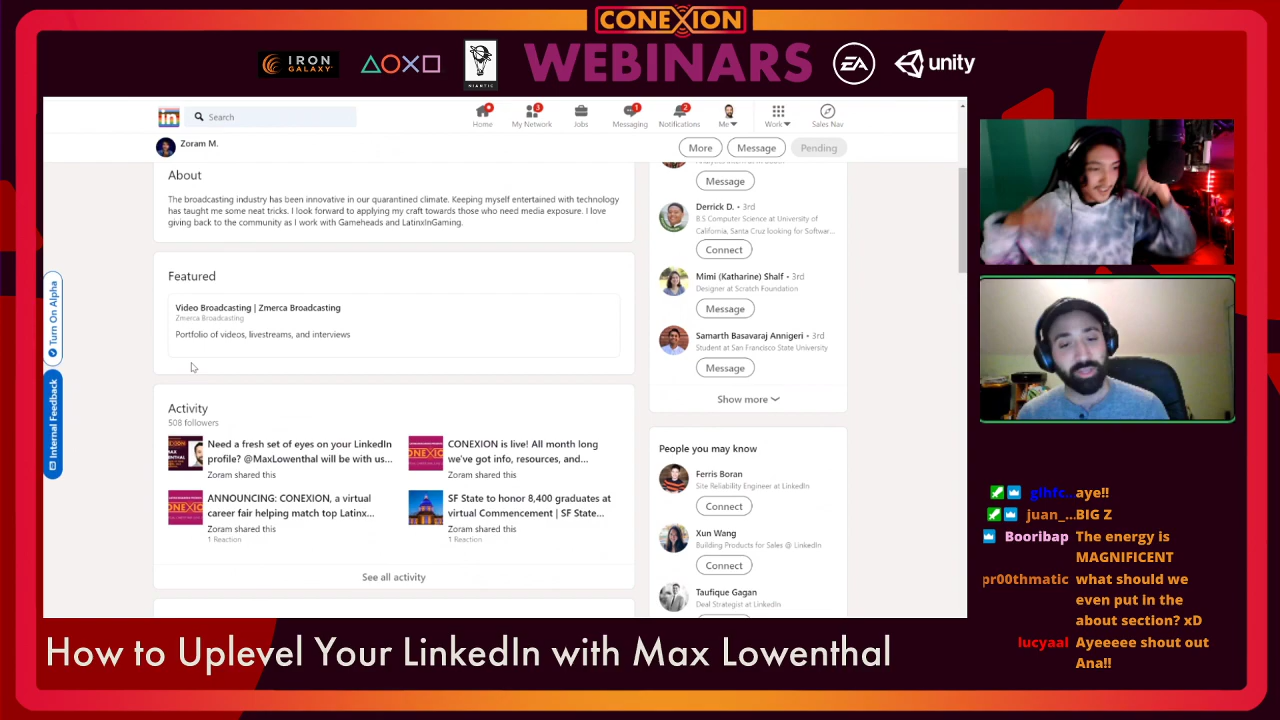 CONEXION
IRON
GALAXY
NIANTIC
WEBINARS
EA
unity
in
Search
Home
3
My Network
Jobs
1
Messaging
2
Notifications
Me
Work
Sales Nav
Zoram M.
More
Message
Pending
About
The broadcasting industry has been innovative in our quarantined climate. Keeping myself entertained with technology
has taught me some neat tricks. I look forward to applying my craft towards those who need media exposure. I love
giving back to the community as I work with Gameheads and LatinxInGaming.
Featured
Video Broadcasting | Zmerca Broadcasting
Zmerca Broadcasting
Portfolio of videos, livestreams, and interviews
Turn On Alpha
Internal Feedback
Activity
508 followers
Need a fresh set of eyes on your LinkedIn
profile? @MaxLowenthal will be with us...
Zoram shared this
CONEXION is live! All month long
we've got info, resources, and...
Zoram shared this
ANNOUNCING: CONEXION, a virtual
career fair helping match top Latinx...
Zoram shared this
1 Reaction
SF State to honor 8,400 graduates at
virtual Commencement | SF State...
Zoram shared this
1 Reaction
See all activity
Message
Derrick D. • 3rd
B.S Computer Science at University of
California, Santa Cruz looking for Softwar...
Connect
Mimi (Katharine) Shalf • 3rd
Designer at Scratch Foundation
Message
Samarth Basavaraj Annigeri • 3rd
Student at San Francisco State University
Message
Show more
People you may know
Ferris Boran
Site Reliability Engineer at LinkedIn
Connect
Xun Wang
Building Products for Sales @ LinkedIn
Connect
Taufique Gagan
Deal Strategist at LinkedIn
glhfc... aye!!
juan_... BIG Z
Booribap The energy is
MAGNIFICENT
pr00thmatic what should we
even put in the
about section? xD
lucyaal Ayeeeee shout out
Ana!!
How to Uplevel Your LinkedIn with Max Lowenthal